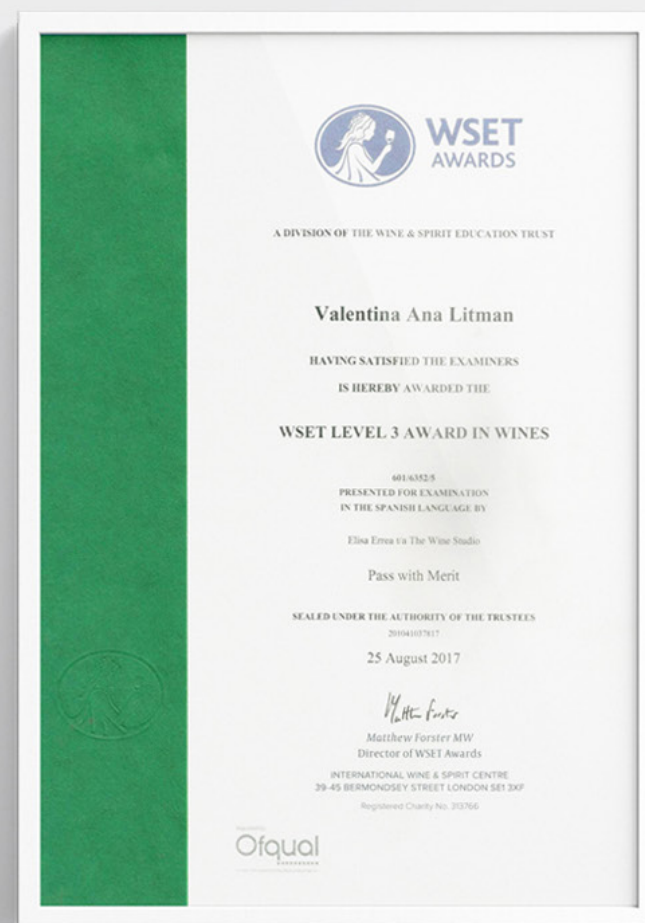 WSET
AWARDS
A DIVISION OF THE WINE & SPIRIT EDUCATION TRUST
Valentina Ana Litman
HAVING SATISFIED THE EXAMINERS
IS HEREBY AWARDED THE
WSET LEVEL 3 AWARD IN WINES
601/6352/5
PRESENTED FOR EXAMINATION
IN THE SPANISH LANGUAGE BY
Elisa Errea t/a The Wine Studio
Pass with Merit
SEALED UNDER THE AUTHORITY OF THE TRUSTEES
201041037817
25 August 2017
Matthew Forster MW
Director of WSET Awards
INTERNATIONAL WINE & SPIRIT CENTRE
39-45 BERMONDSEY STREET LONDON SE1 3XF
Registered Charity No. 313766
Ofqual